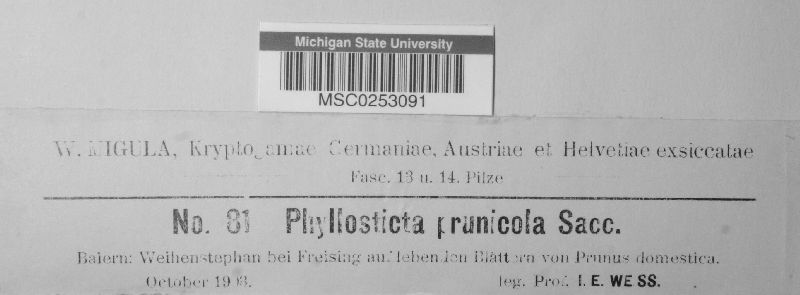 Michigan State University
MSC0253091
W. MIGULA, Kryptogamae Germaniae, Austriae et Helvetiae exsiccatae
Fasc. 13 u. 14. Pilze
No. 81 Phyllosticta prunicola Sacc.
Baiern: Weihenstephan bei Freising auf lebenden Blättern von Prunus domestica.
October leg. Prof.